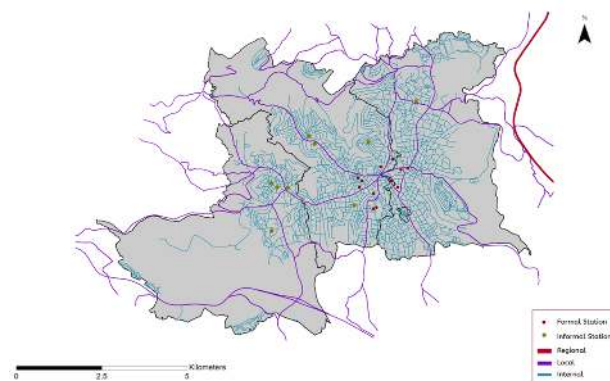 N
Formal Station
Informal Station
Regional
Local
Internal
Kilometers
0
2.5
5